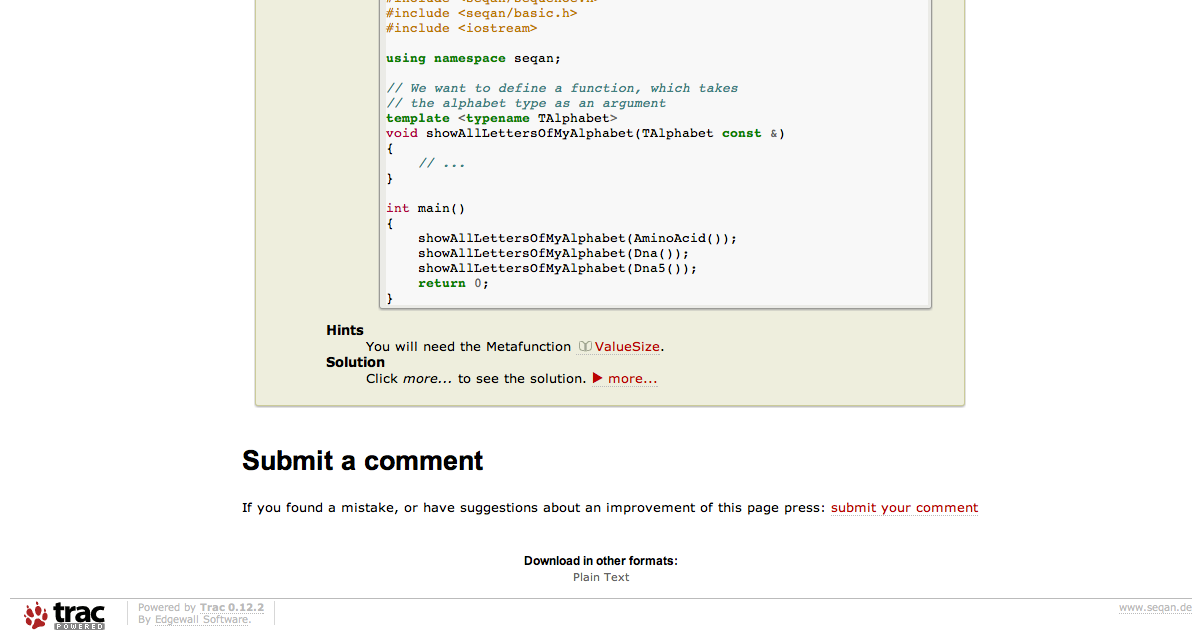 #include <seqan/sequence.h>
#include <seqan/basic.h>
#include <iostream>
using namespace seqan;
// We want to define a function, which takes
// the alphabet type as an argument
template <typename TAlphabet>
void showAllLettersOfMyAlphabet(TAlphabet const &)
{
// ...
}
int main()
{
showAllLettersOfMyAlphabet(AminoAcid());
showAllLettersOfMyAlphabet(Dna());
showAllLettersOfMyAlphabet(Dna5());
return 0;
}
Hints
You will need the Metafunction ValueSize.
Solution
Click more... to see the solution. more...
Submit a comment
If you found a mistake, or have suggestions about an improvement of this page press: submit your comment
Download in other formats:
Plain Text
trac
POWERED
Powered by Trac 0.12.2
By Edgewall Software.
www.seqan.de